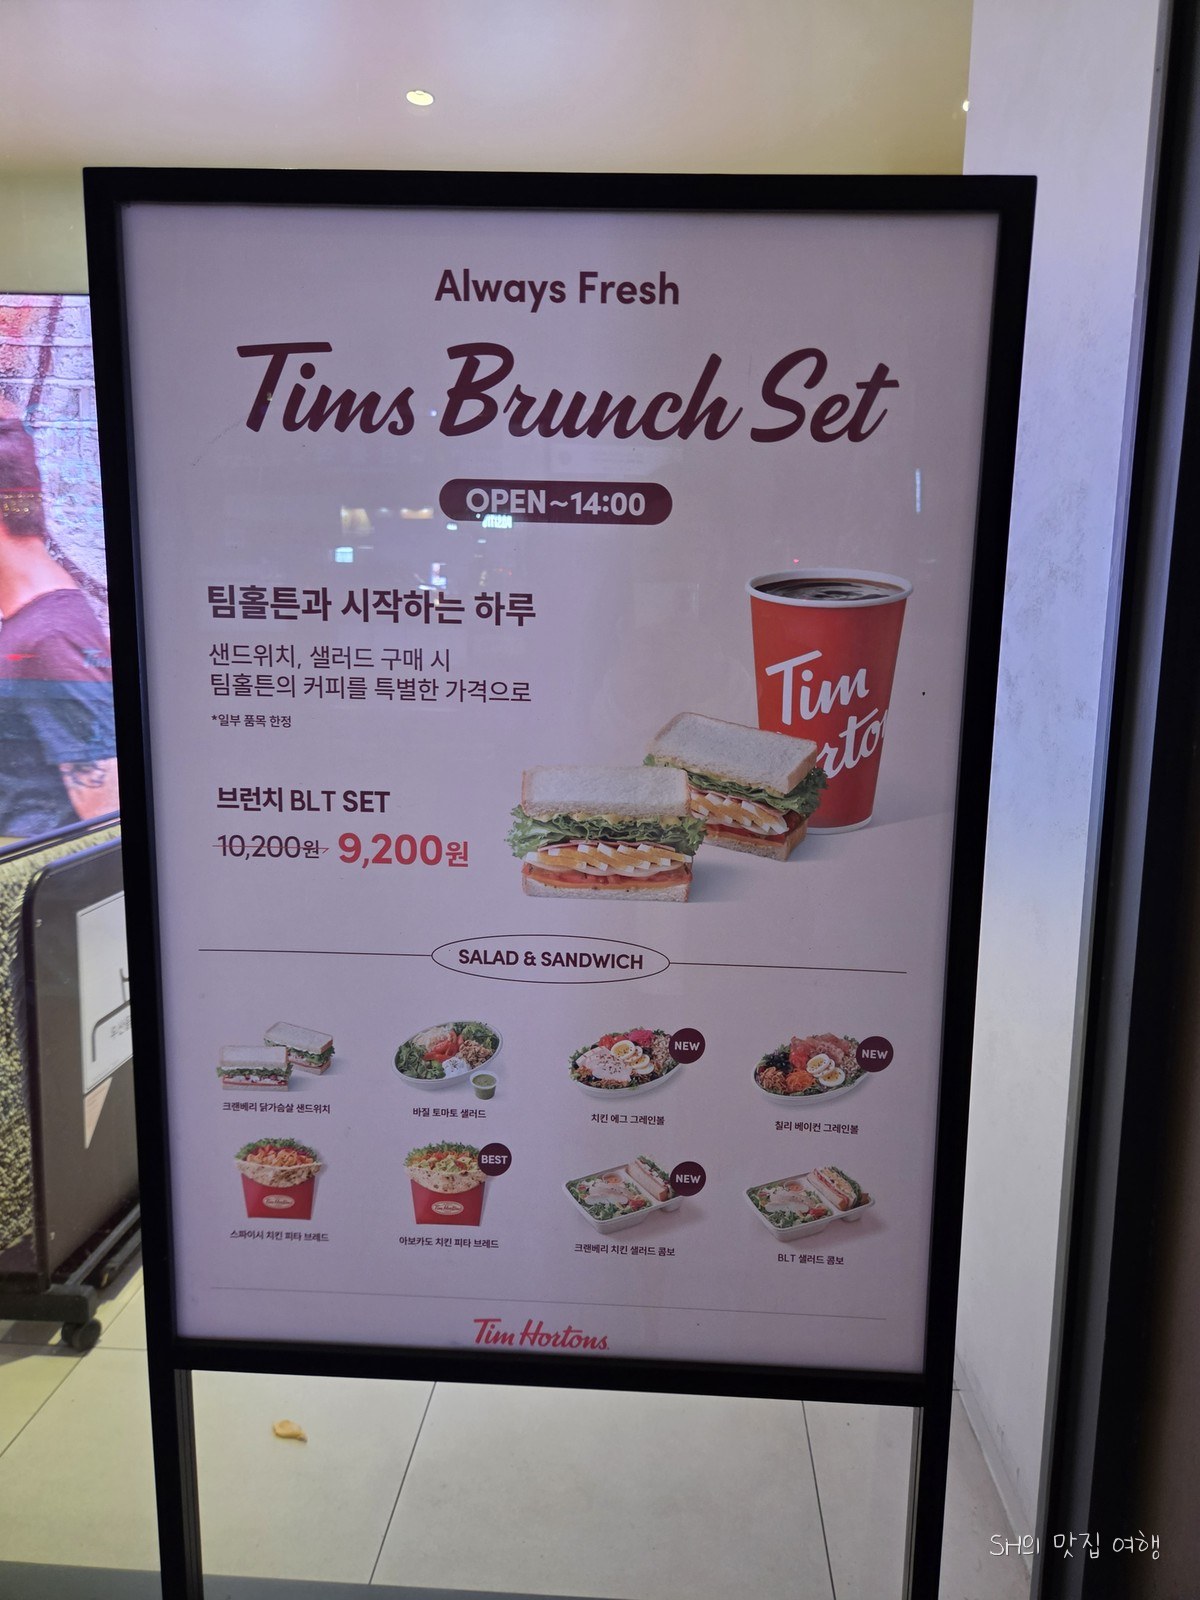 Always Fresh
Tims Brunch Set
OPEN~14:00
팀홀튼과 시작하는 하루
샌드위치, 샐러드 구매 시
팀홀튼의 커피를 특별한 가격으로
*일부 품목 한정
Tim
브런치 BLT SET
10,200원 9,200원
SALAD & SANDWICH
NEW
NEW
크랜베리 닭가슴살 샌드위치
바질 토마토 샐러드
치킨 에그 그레인볼
칠리 베이컨 그레인볼
BEST
NEW
스파이시 치킨 피타 브레드
아보카도 치킨 피타 브레드
크랜베리 치킨 샐러드 콤보
BLT 샐러드 콤보
Tim Hortons
SH의 맛집 여행